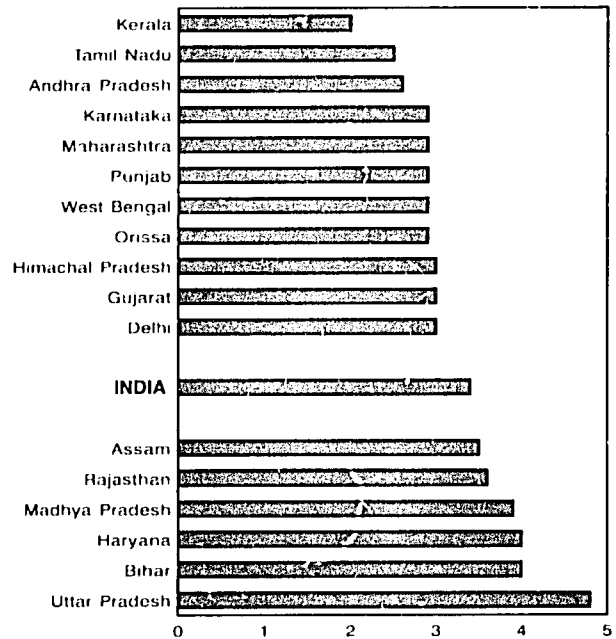 Kerala
Tamil Nadu
Andhra Pradesh
Karnataka
Maharashtra
Punjab
West Bengal
Orissa
Himachal Pradesh
Gujarat
Delhi
INDIA
Assam
Rajasthan
Madhya Pradesh
Haryana
Bihar
Uttar Pradesh
0 1 2 3 4 5